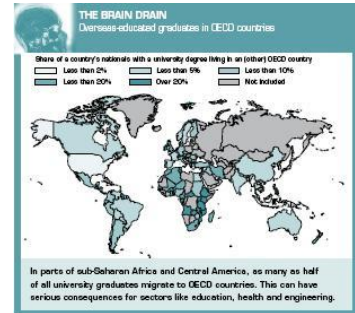 THE BRAIN DRAIN
Overseas-educated graduates in OECD countries
Share of a country's nationals with a university degree living in an (other) OECD country
Less than 2%
Less than 5%
Less than 10%
Less than 20%
Over 20%
Not included
In parts of sub-Saharan Africa and Central America, as many as half
of all university graduates migrate to OECD countries. This can have
serious consequences for sectors like education, health and engineering.